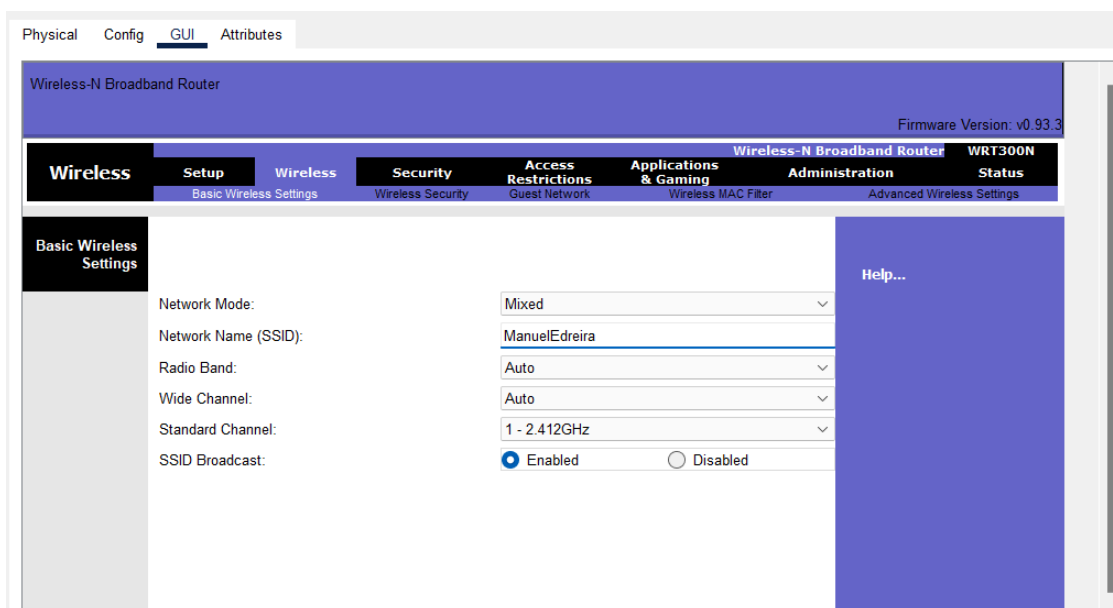 Physical Config GUI Attributes
Wireless-N Broadband Router
Firmware Version: v0.93.3
Wireless-N Broadband Router WRT300N
Wireless
Setup Wireless Security Access Restrictions Applications & Gaming Administration Status
Basic Wireless Settings Wireless Security Guest Network Wireless MAC Filter Advanced Wireless Settings
Basic Wireless
Settings
Help...
Network Mode: Mixed
Network Name (SSID): ManuelEdreira
Radio Band: Auto
Wide Channel: Auto
Standard Channel: 1 - 2.412GHz
SSID Broadcast: Enabled Disabled